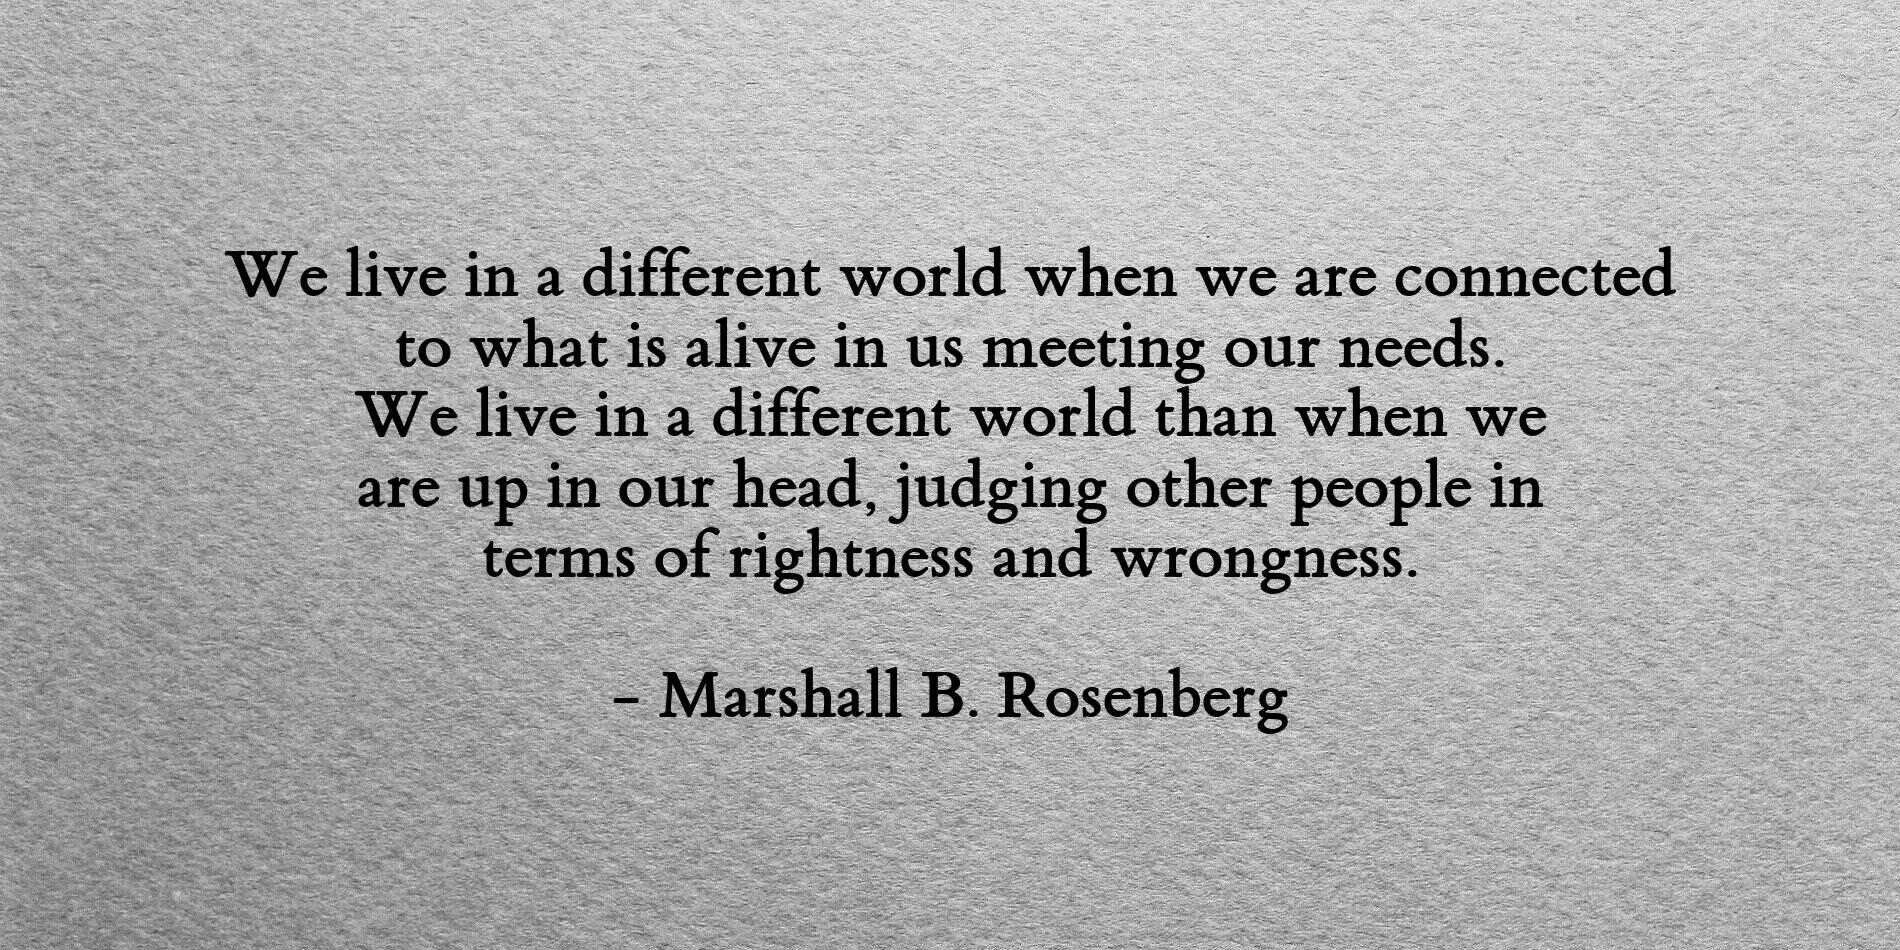 We live in a different world when we are connected
to what is alive in us meeting our needs.
We live in a different world than when we
are up in our head, judging other people in
terms of rightness and wrongness.
- Marshall B. Rosenberg